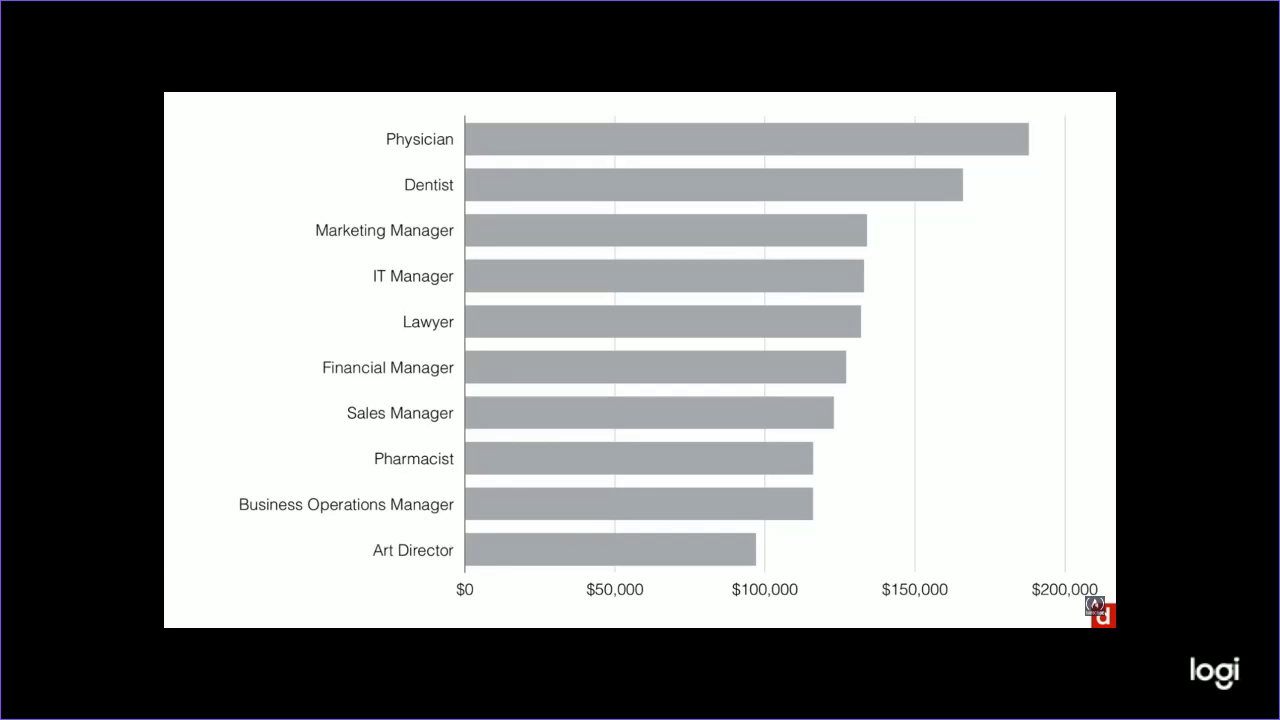 Physician
Dentist
Marketing Manager
IT Manager
Lawyer
Financial Manager
Sales Manager
Pharmacist
Business Operations Manager
Art Director
$0 $50,000 $100,000 $150,000 $200,000
d
logi